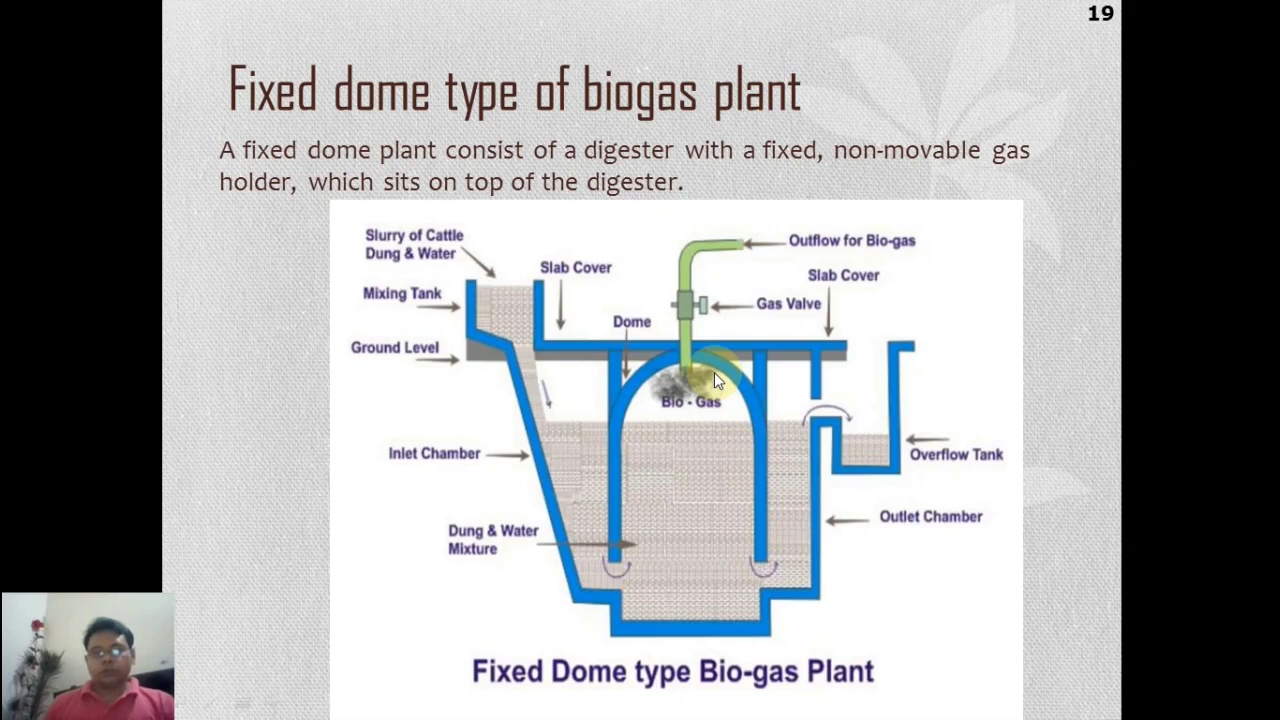 19
Fixed dome type of biogas plant
A fixed dome plant consist of a digester with a fixed, non-movable gas
holder, which sits on top of the digester.
Slurry of Cattle
Dung & Water
Outflow for Bio-gas
Slab Cover
Slab Cover
Mixing Tank
Gas Valve
Dome
Ground Level
Bio - Gas
Inlet Chamber
Overflow Tank
Outlet Chamber
Dung & Water
Mixture
Fixed Dome type Bio-gas Plant